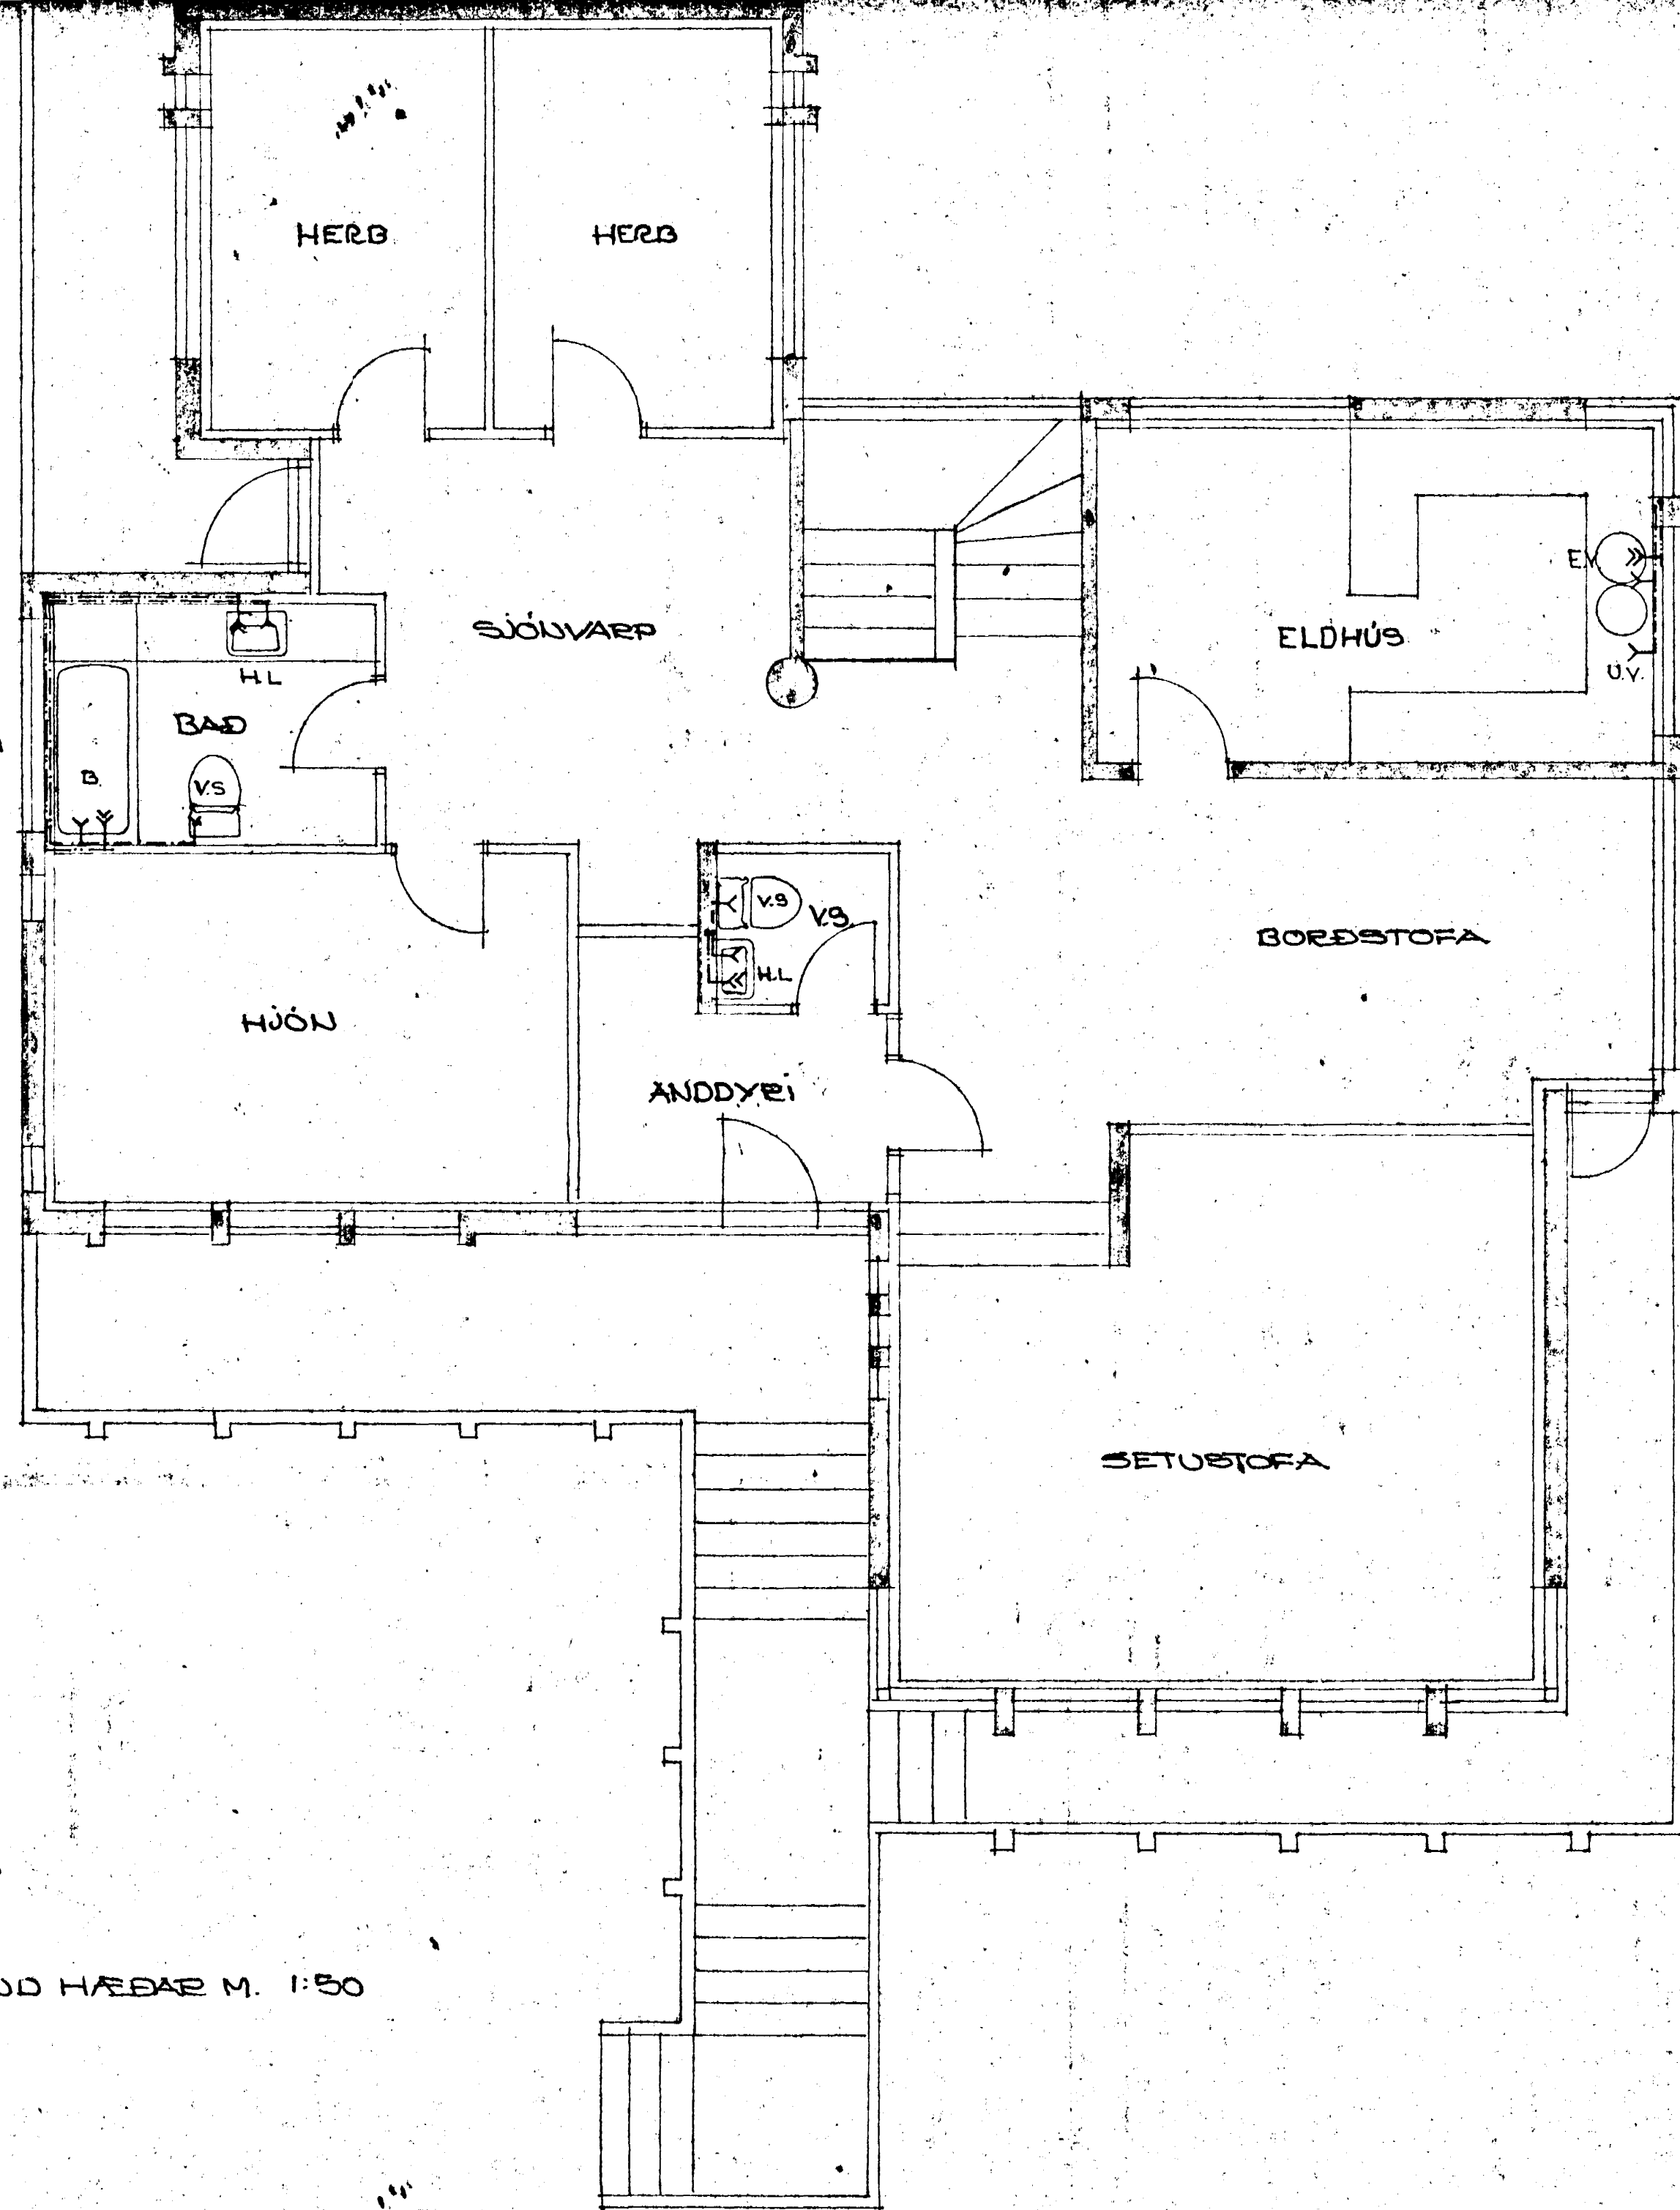 HERB
HERB
SJÓNVARP
ELDHÚS
E.V.
Ú.V.
H.L
BAÐ
B.
V.S
V.S
V.S.
H.L
BORÐSTOFA
HJÓN
ANDDYRI
SETUSTOFA
HÆÐAR M. 1:50